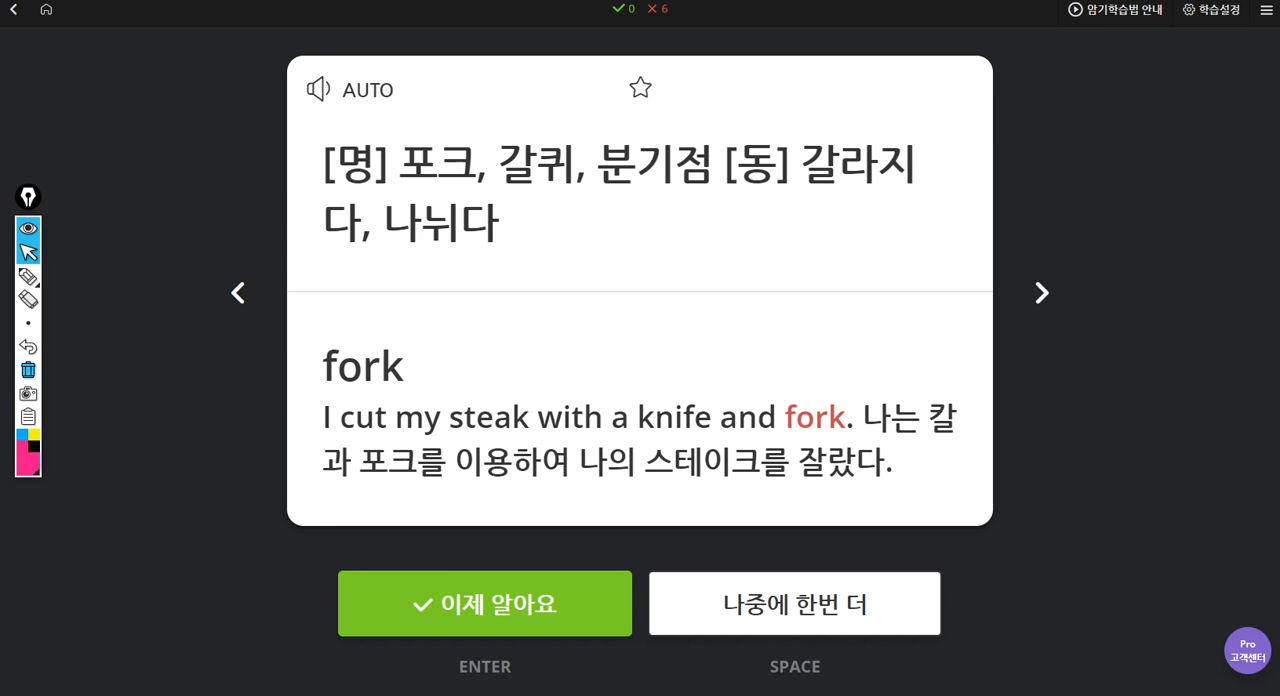 0 6 암기학습법 안내 학습설정
AUTO
[명] 포크, 갈퀴, 분기점 [동] 갈라지
다, 나뉘다
fork
I cut my steak with a knife and fork. 나는 칼
과 포크를 이용하여 나의 스테이크를 잘랐다.
이제 알아요 나중에 한번 더
ENTER SPACE
Pro
고객센터